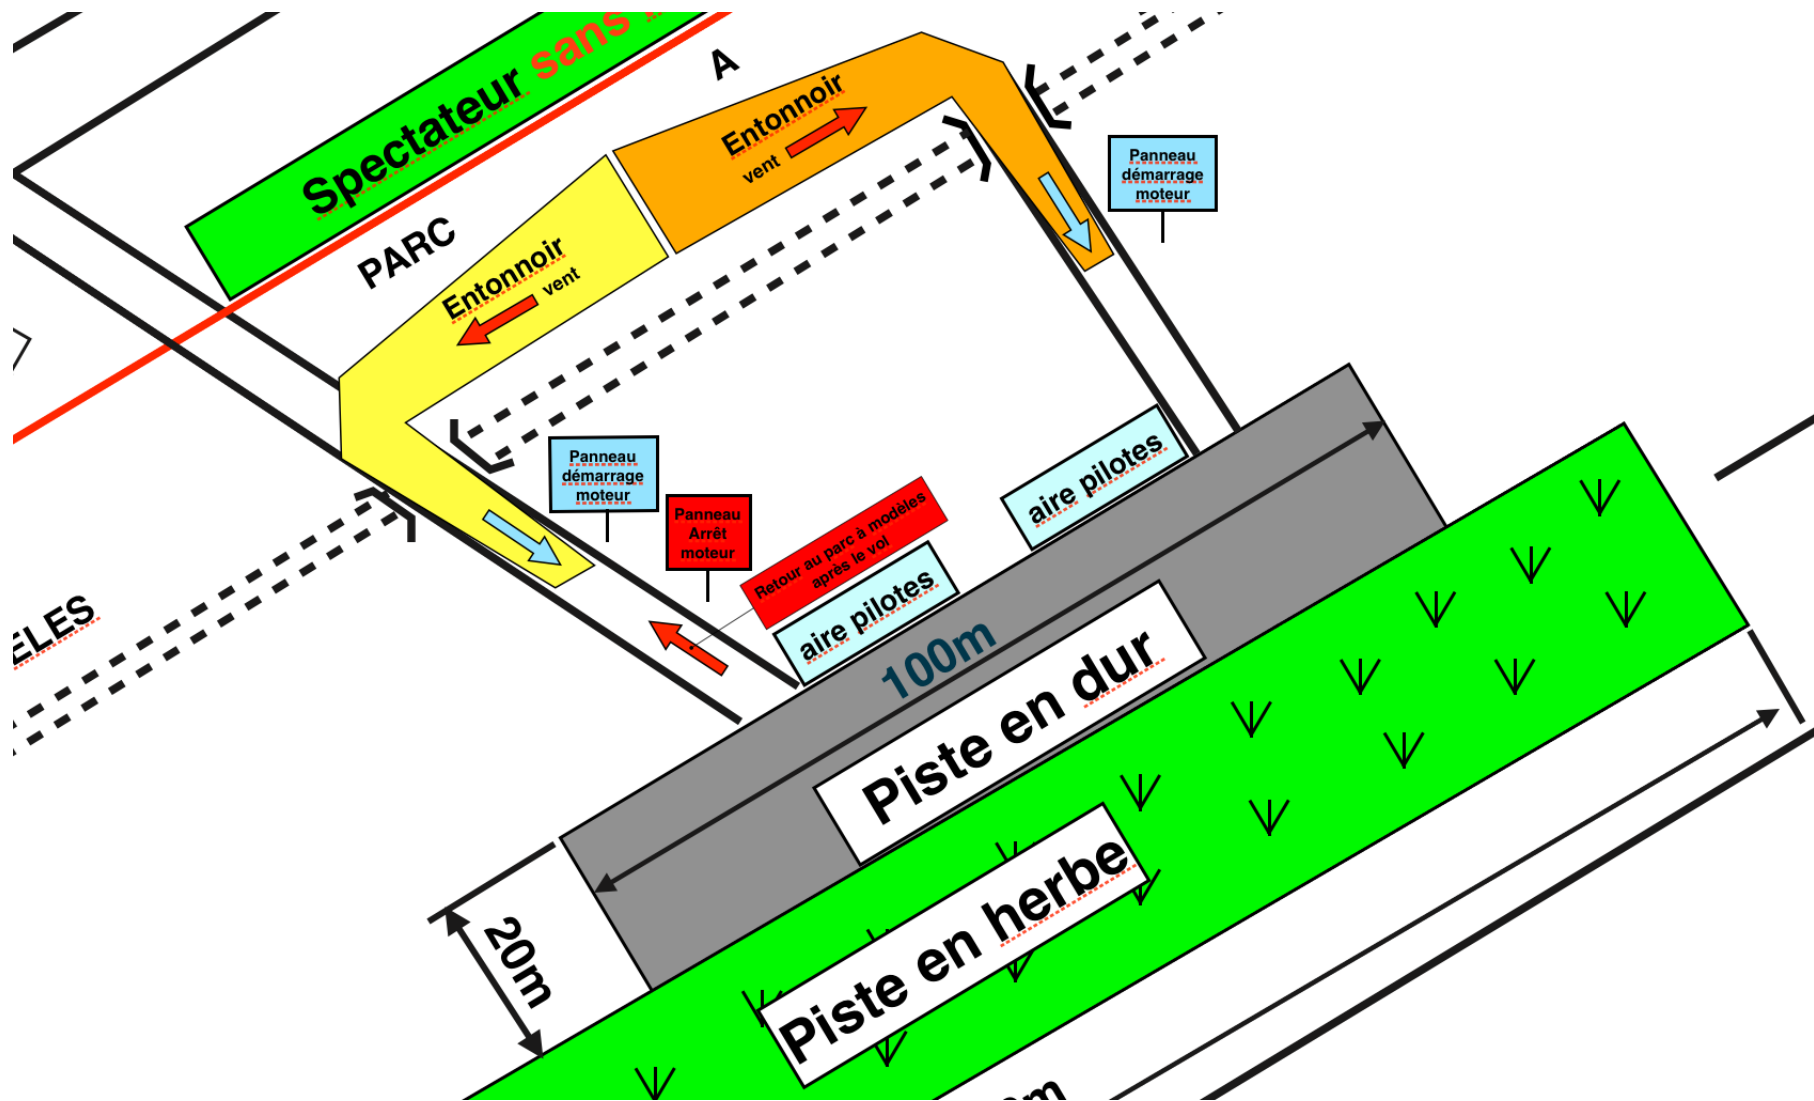 Spectateur sans
A
Entonnoir
vent
Panneau
démarrage
moteur
PARC
Entonnoir
vent
Panneau
démarrage
moteur
Panneau
Arrêt
moteur
Retour au parc à modèles
après le vol
aire pilotes
aire pilotes
ELES
100m
Piste en dur
Piste en herbe
20m